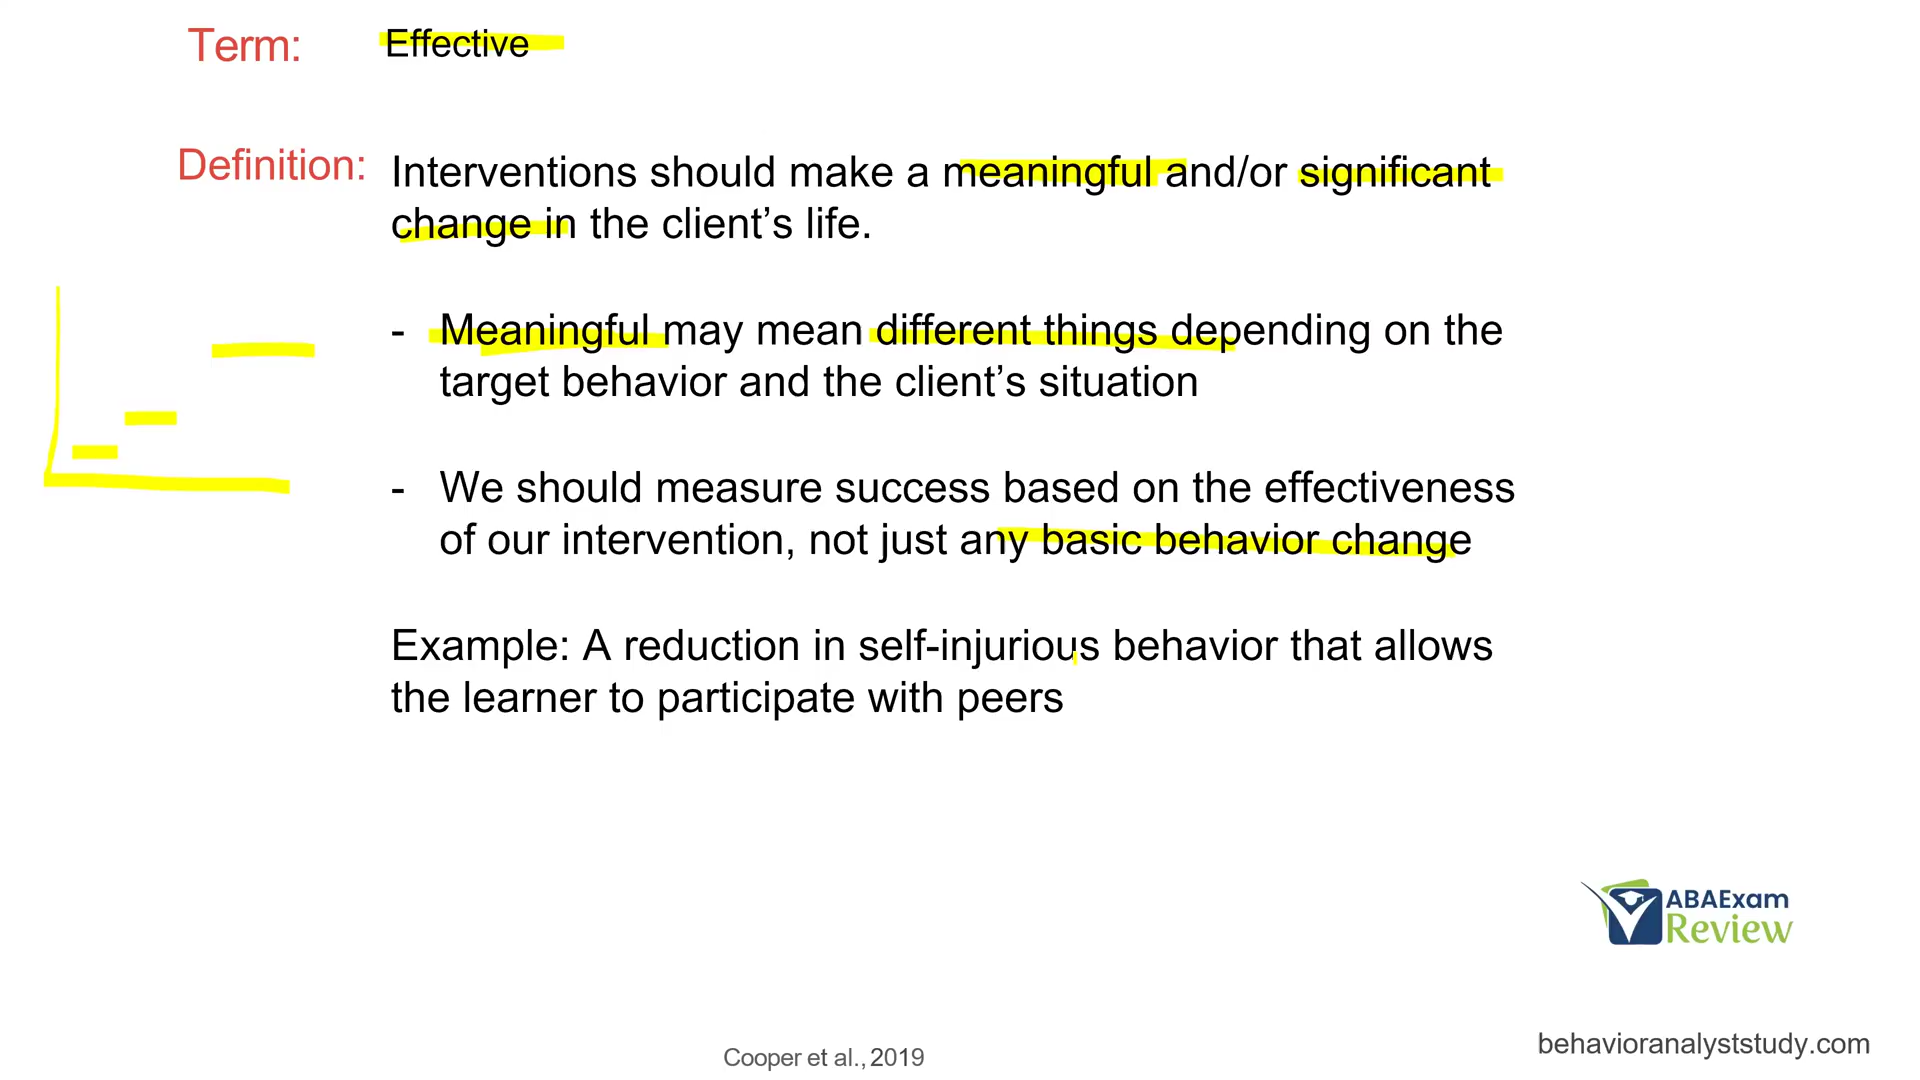 Term: Effective
Definition: Interventions should make a meaningful and/or significant
change in the client’s life.
- Meaningful may mean different things depending on the
target behavior and the client’s situation
- We should measure success based on the effectiveness
of our intervention, not just any basic behavior change
Example: A reduction in self-injurious behavior that allows
the learner to participate with peers
ABAExam
Review
Cooper et al., 2019
behavioranalyststudy.com